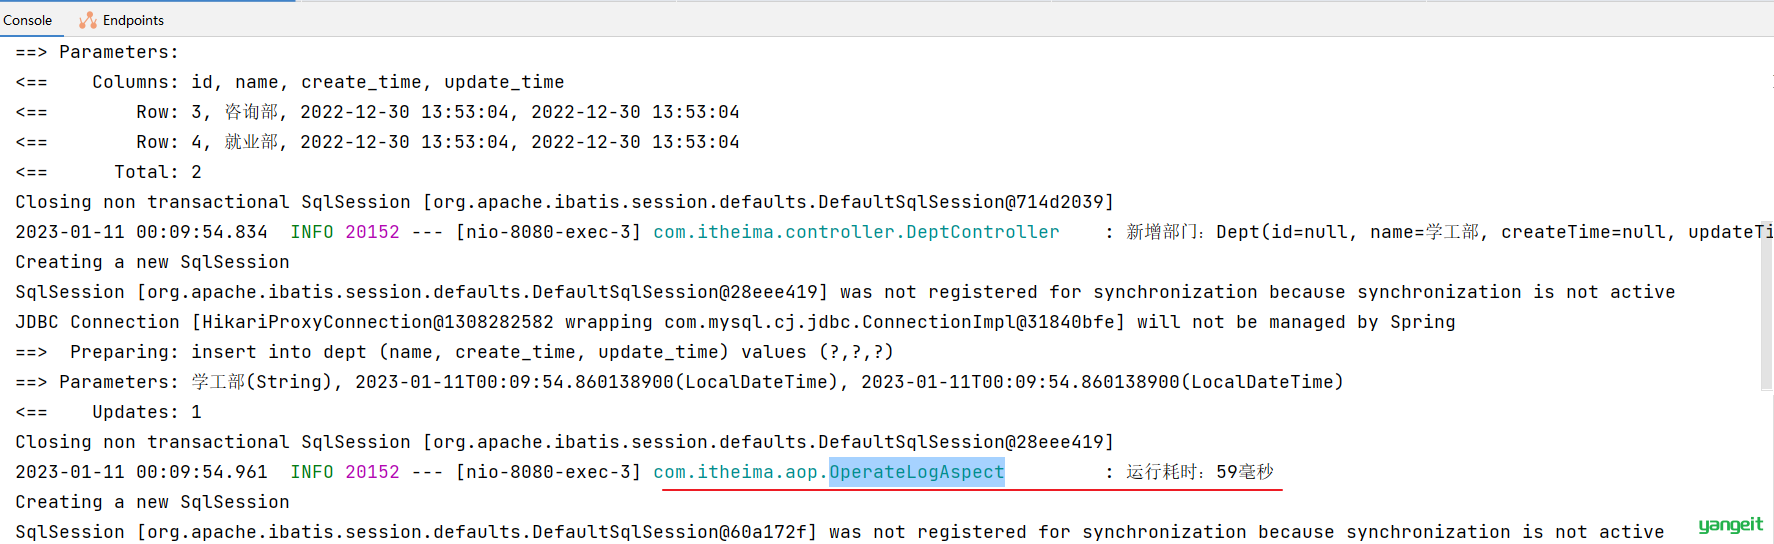 Console Endpoints
==> Parameters:
<==    Columns: id, name, create_time, update_time
<==        Row: 3, 咨询部, 2022-12-30 13:53:04, 2022-12-30 13:53:04
<==        Row: 4, 就业部, 2022-12-30 13:53:04, 2022-12-30 13:53:04
<==      Total: 2
Closing non transactional SqlSession [org.apache.ibatis.session.defaults.DefaultSqlSession@714d2039]
2023-01-11 00:09:54.834  INFO 20152 --- [nio-8080-exec-3] com.itheima.controller.DeptController    : 新增部门：Dept(id=null, name=学工部, createTime=null, updateTi
Creating a new SqlSession
SqlSession [org.apache.ibatis.session.defaults.DefaultSqlSession@28eee419] was not registered for synchronization because synchronization is not active
JDBC Connection [HikariProxyConnection@1308282582 wrapping com.mysql.cj.jdbc.ConnectionImpl@31840bfe] will not be managed by Spring
==>  Preparing: insert into dept (name, create_time, update_time) values (?,?,?)
==> Parameters: 学工部(String), 2023-01-11T00:09:54.860138900(LocalDateTime), 2023-01-11T00:09:54.860138900(LocalDateTime)
<==    Updates: 1
Closing non transactional SqlSession [org.apache.ibatis.session.defaults.DefaultSqlSession@28eee419]
2023-01-11 00:09:54.961  INFO 20152 --- [nio-8080-exec-3] com.itheima.aop.OperateLogAspect         : 运行耗时：59毫秒
Creating a new SqlSession
SqlSession [org.apache.ibatis.session.defaults.DefaultSqlSession@60a172f] was not registered for synchronization because synchronization is not active
yangeit